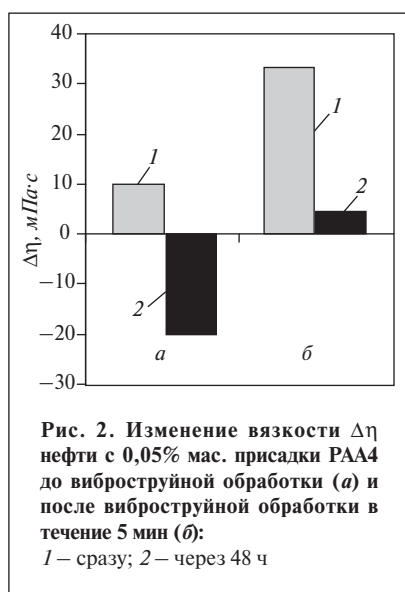 40
30
20
10
0
−10
−20
−30
Δη, мПа·с
1
2
1
2
а
б
Рис. 2. Изменение вязкости Δη
нефти с 0,05% мас. присадки РАА4
до виброструйной обработки (а) и
после виброструйной обработки в
течение 5 мин (б):
1 – сразу; 2 – через 48 ч